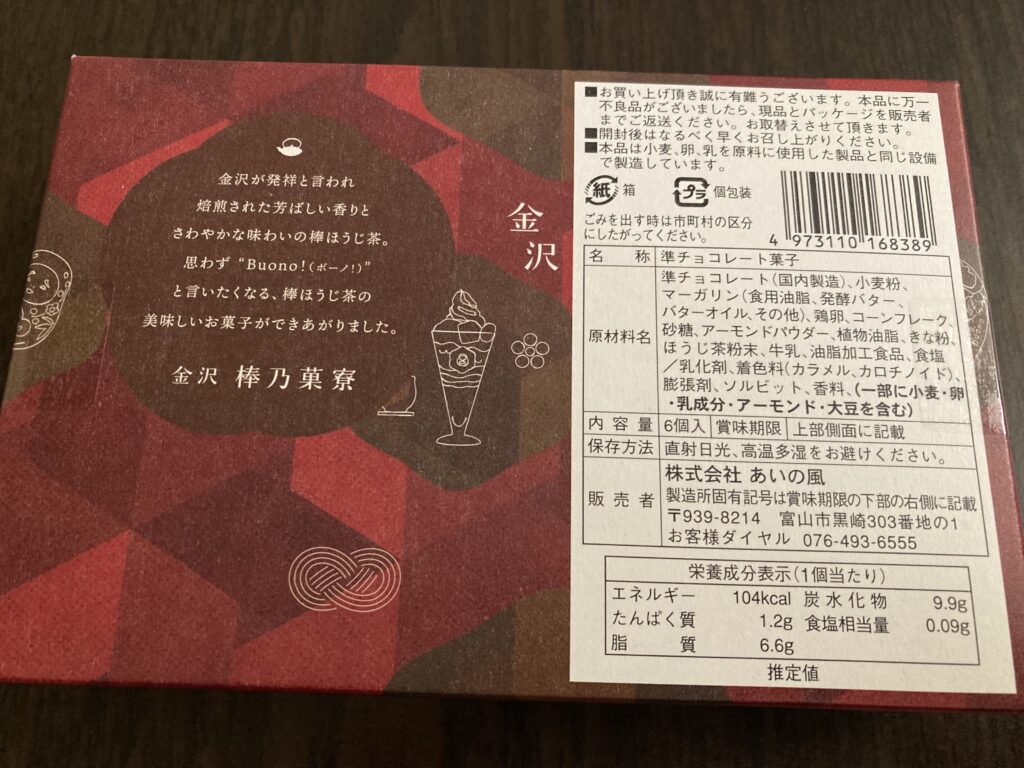 金沢が発祥と言われ
焙煎された芳ばしい香りと
さわやかな味わいの棒ほうじ茶。
思わず “Buono!(ボーノ!)”
と言いたくなる、棒ほうじ茶の
美味しいお菓子ができあがりました。
金沢 棒乃菓寮
金沢
■お買い上げ頂き誠に有難うございます。本品に万一
不良品がございましたら、現品とパッケージを販売者
までご返送ください。お取替えさせて頂きます。
■開封後はなるべく早くお召し上がりください。
■本品は小麦、卵、乳を原料に使用した製品と同じ設備
で製造しています。
紙 箱 プラ 個包装
ごみを出す時は市町村の区分
にしたがってください。
4 973110 168389
名称 準チョコレート菓子
原材料名 準チョコレート(国内製造)、小麦粉、
マーガリン(食用油脂、発酵バター、
バターオイル、その他)、鶏卵、コーンフレーク、
砂糖、アーモンドパウダー、植物油脂、きな粉、
ほうじ茶粉末、牛乳、油脂加工食品、食塩
/乳化剤、着色料(カラメル、カロチノイド)、
膨張剤、ソルビット、香料、(一部に小麦・卵
・乳成分・アーモンド・大豆を含む)
内容量 6個入 賞味期限 上部側面に記載
保存方法 直射日光、高温多湿をお避けください。
販売者 株式会社 あいの風
製造所固有記号は賞味期限の下部の右側に記載
〒939-8214 富山市黒崎303番地の1
お客様ダイヤル 076-493-6555
栄養成分表示(1個当たり)
エネルギー 104kcal 炭水化物 9.9g
たんぱく質 1.2g 食塩相当量 0.09g
脂質 6.6g
推定値